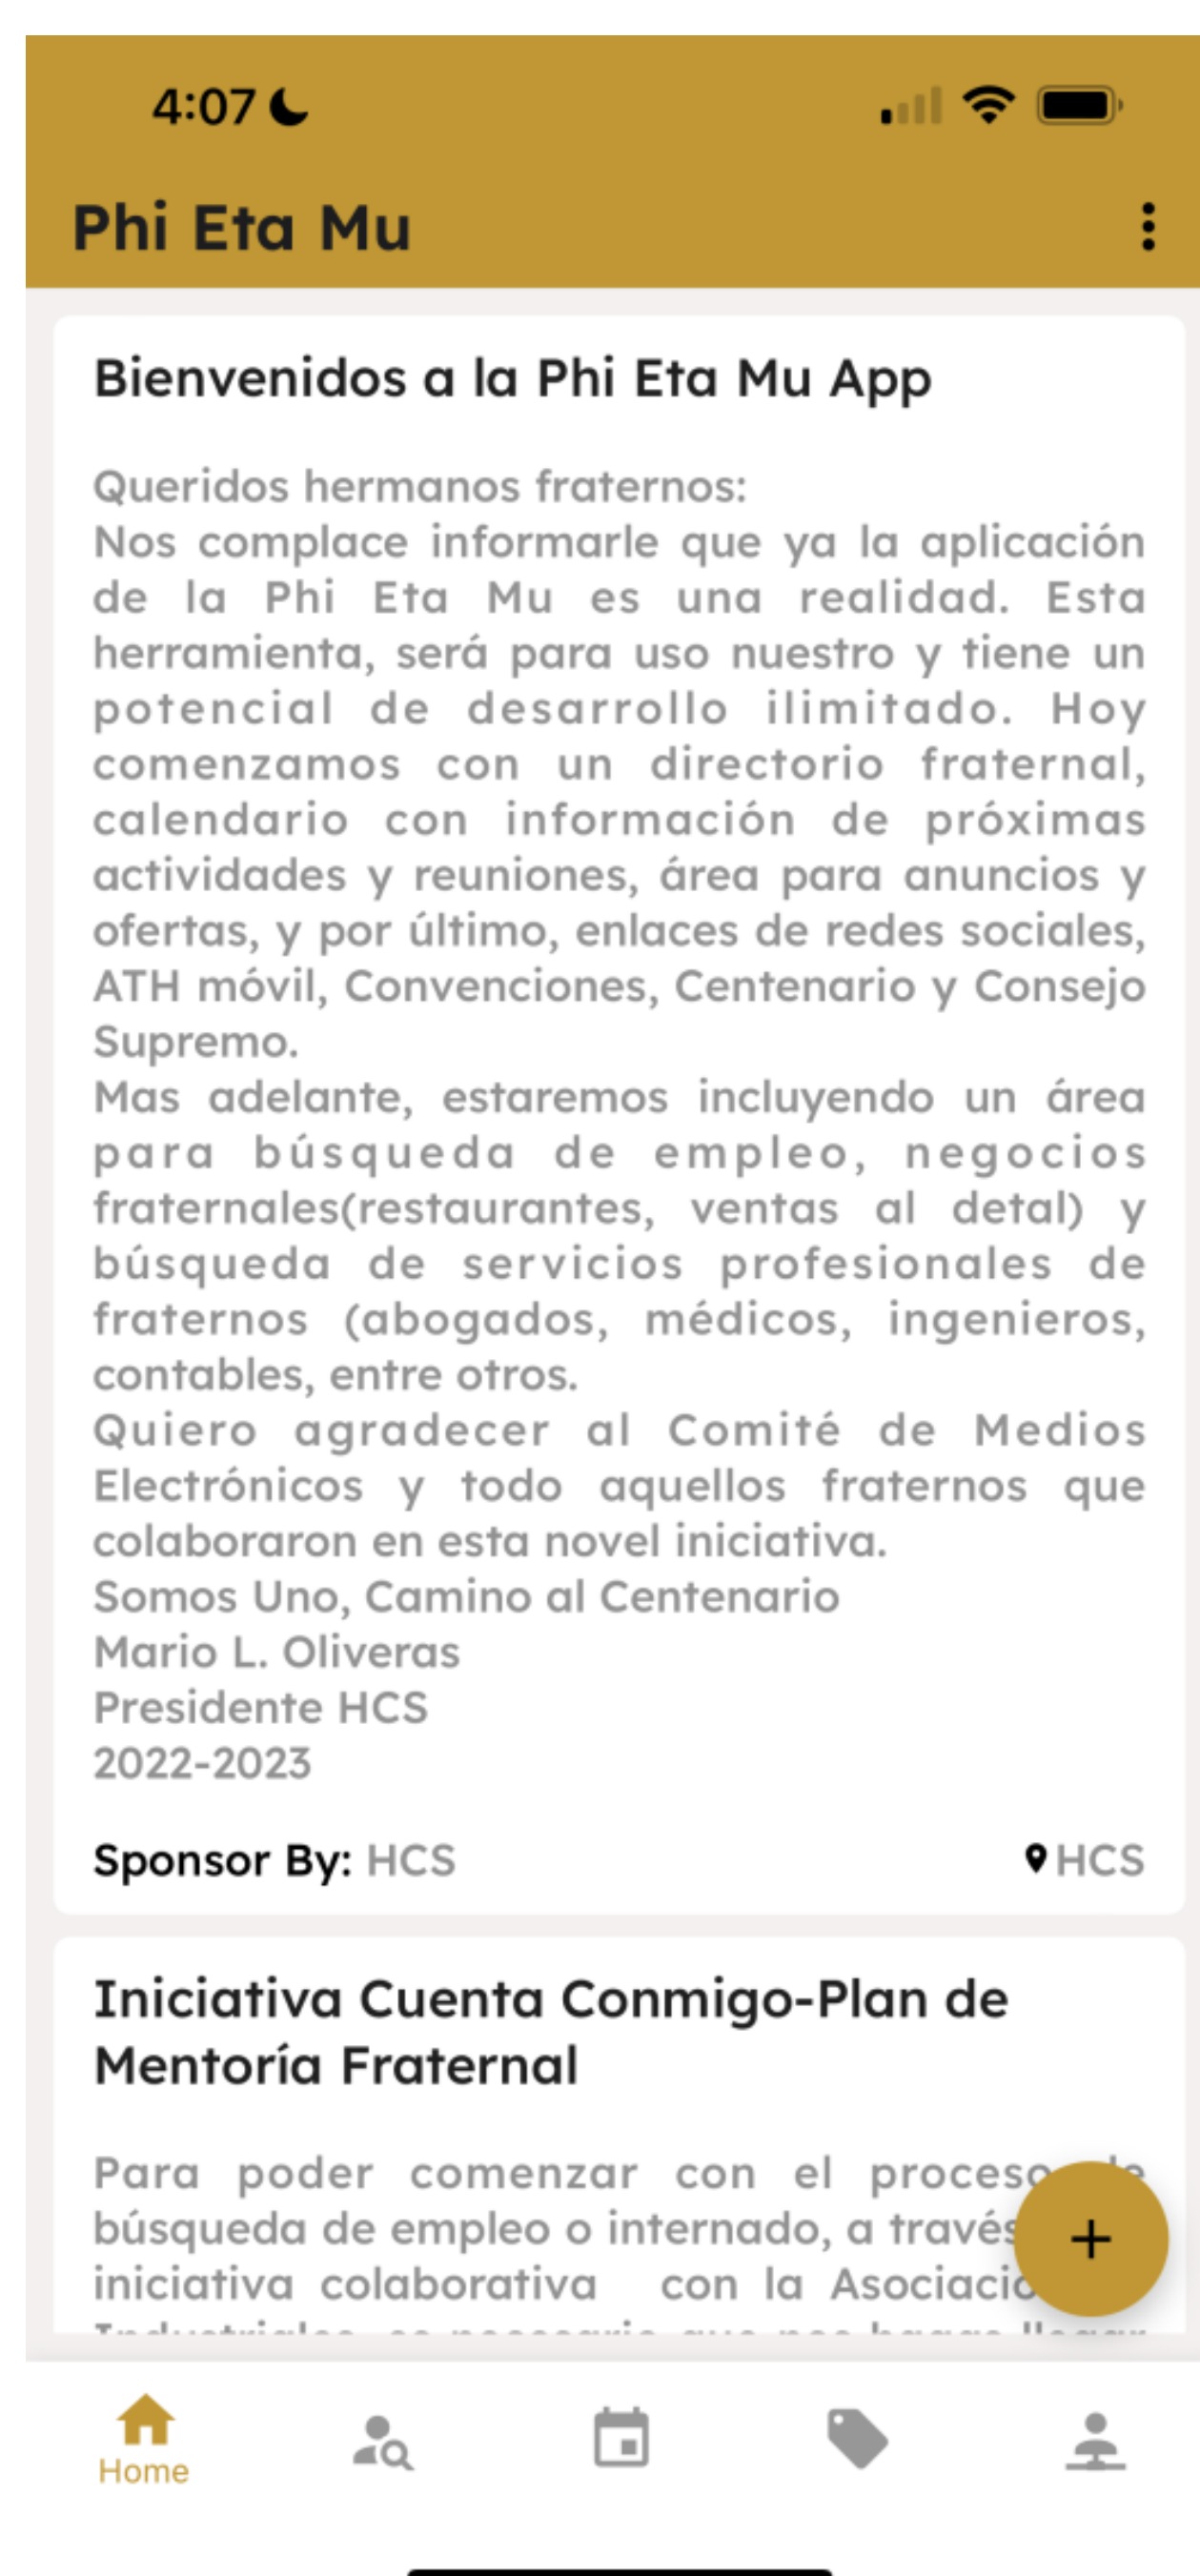 4:07
Phi Eta Mu
Bienvenidos a la Phi Eta Mu App
Queridos hermanos fraternos:
Nos complace informarle que ya la aplicación
de la Phi Eta Mu es una realidad. Esta
herramienta, será para uso nuestro y tiene un
potencial de desarrollo ilimitado. Hoy
comenzamos con un directorio fraternal,
calendario con información de próximas
actividades y reuniones, área para anuncios y
ofertas, y por último, enlaces de redes sociales,
ATH móvil, Convenciones, Centenario y Consejo
Supremo.
Mas adelante, estaremos incluyendo un área
para búsqueda de empleo, negocios
fraternales(restaurantes, ventas al detal) y
búsqueda de servicios profesionales de
fraternos (abogados, médicos, ingenieros,
contables, entre otros.
Quiero agradecer al Comité de Medios
Electrónicos y todo aquellos fraternos que
colaboraron en esta novel iniciativa.
Somos Uno, Camino al Centenario
Mario L. Oliveras
Presidente HCS
2022-2023
Sponsor By: HCS
HCS
Iniciativa Cuenta Conmigo-Plan de
Mentoría Fraternal
Para poder comenzar con el proceso
búsqueda de empleo o internado, a través
iniciativa colaborativa con la
Home